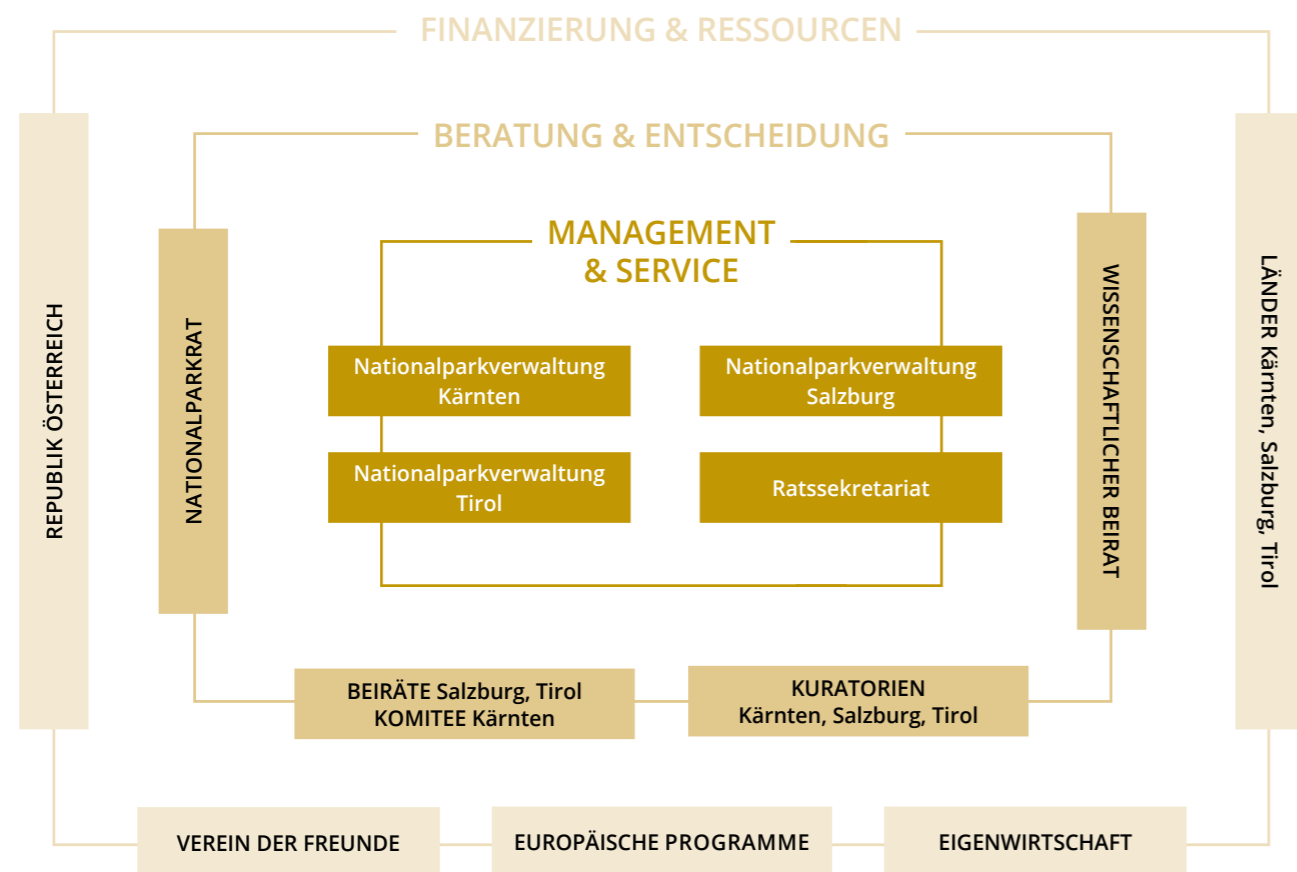 FINANZIERUNG & RESSOURCEN
BERATUNG & ENTSCHEIDUNG
MANAGEMENT
& SERVICE
REPUBLIK ÖSTERREICH
NATIONALPARKRAT
Nationalparkverwaltung
Kärnten
Nationalparkverwaltung
Salzburg
Nationalparkverwaltung
Tirol
Ratssekretariat
WISSENSCHAFTLICHER BEIRAT
LÄNDER Kärnten, Salzburg, Tirol
BEIRÄTE Salzburg, Tirol
KOMITEE Kärnten
KURATORIEN
Kärnten, Salzburg, Tirol
VEREIN DER FREUNDE
EUROPÄISCHE PROGRAMME
EIGENWIRTSCHAFT